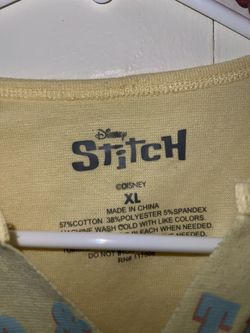 Disney
STITCH
©DISNEY
XL
MADE IN CHINA
57%COTTON 38%POLYESTER 5%SPANDEX
MACHINE WASH COLD WITH LIKE COLORS.
BLEACH WHEN NEEDED.
DO NOT
RN#